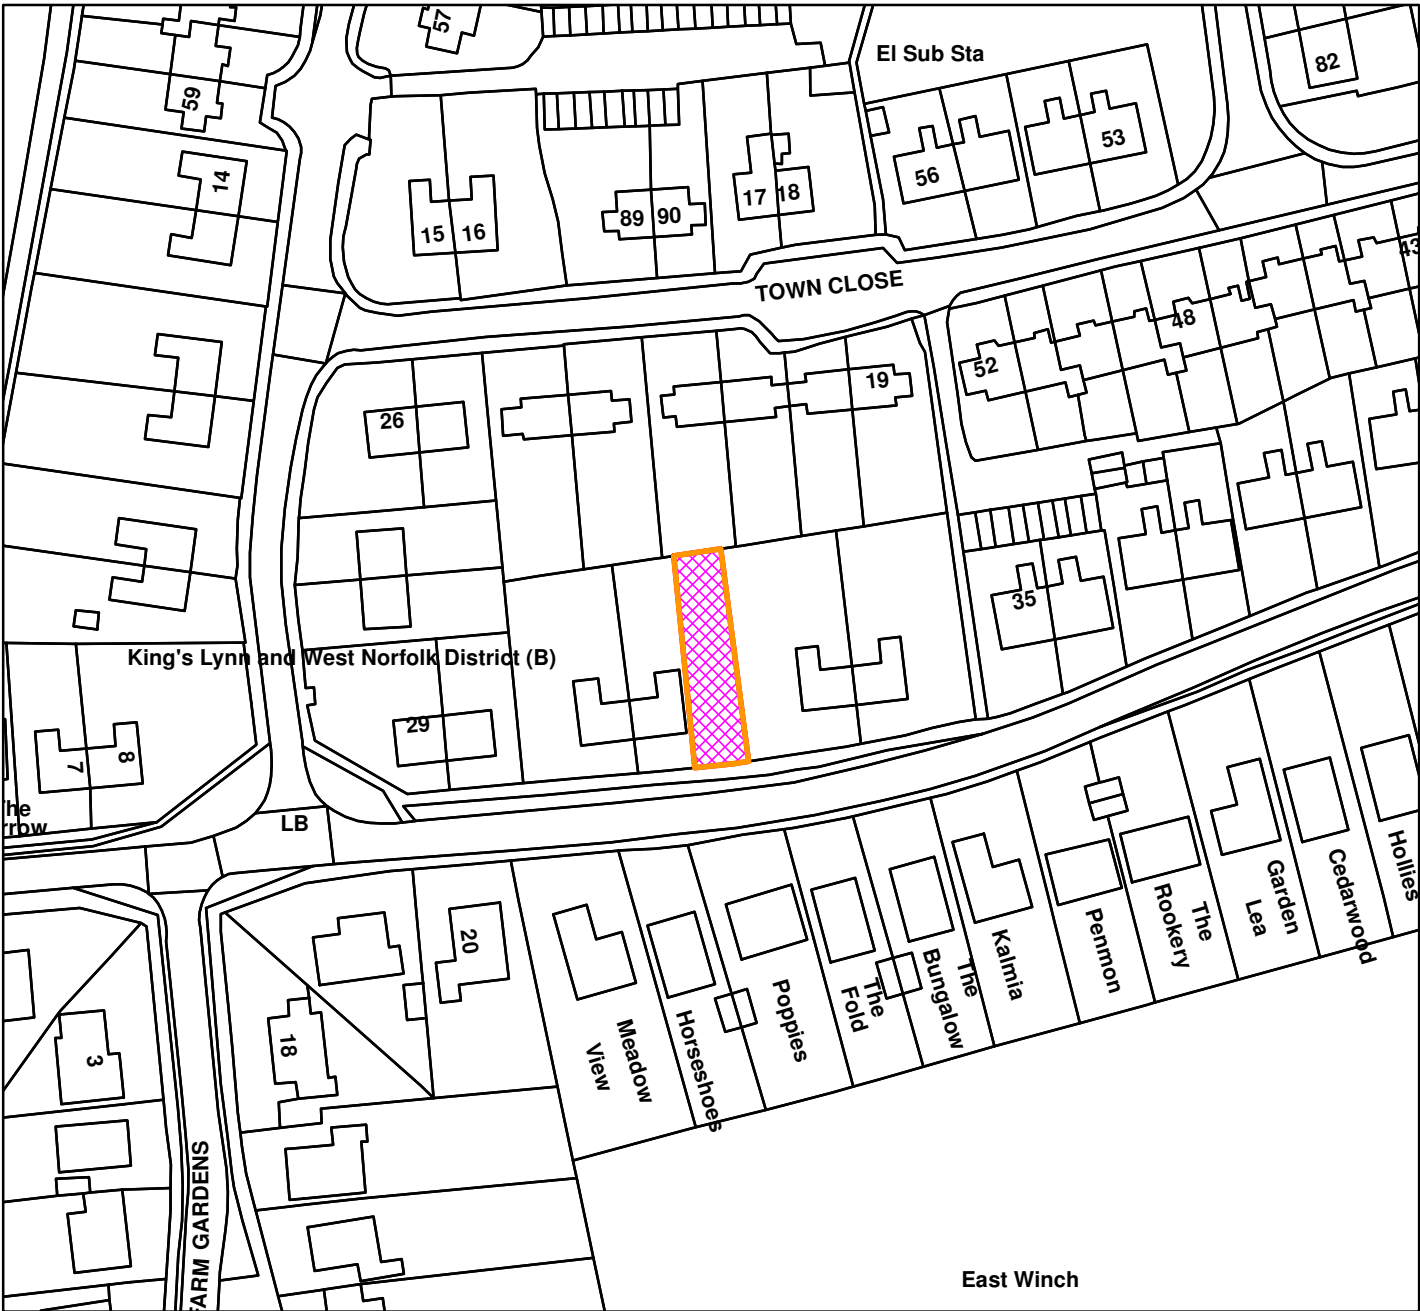 57
El Sub Sta
82
59
14
56
53
17 18
89 90
15 16
TOWN CLOSE
43
48
52
19
26
35
King's Lynn and West Norfolk District (B)
29
7
8
LB
20
Hollies
Cedarwood
Garden
Lea
The
Rookery
Penmon
Kalmia
The
Bungalow
The
Fold
Poppies
Horseshoes
Meadow
View
18
3
FARM GARDENS
East Winch